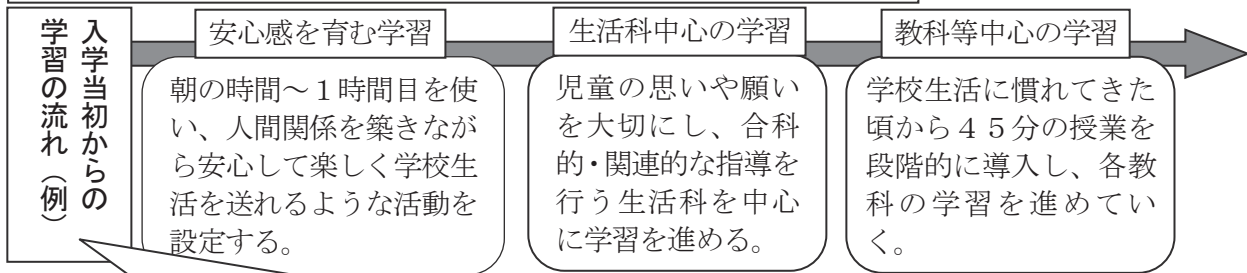 入学当初からの
学習の流れ（例）
安心感を育む学習
朝の時間～１時間目を使
い、人間関係を築きなが
ら安心して楽しく学校生
活を送れるような活動を
設定する。
生活科中心の学習
児童の思いや願い
を大切にし、合科
的・関連的な指導を
行う生活科を中心
に学習を進める。
教科等中心の学習
学校生活に慣れてきた
頃から４５分の授業を
段階的に導入し、各教
科の学習を進めてい
く。